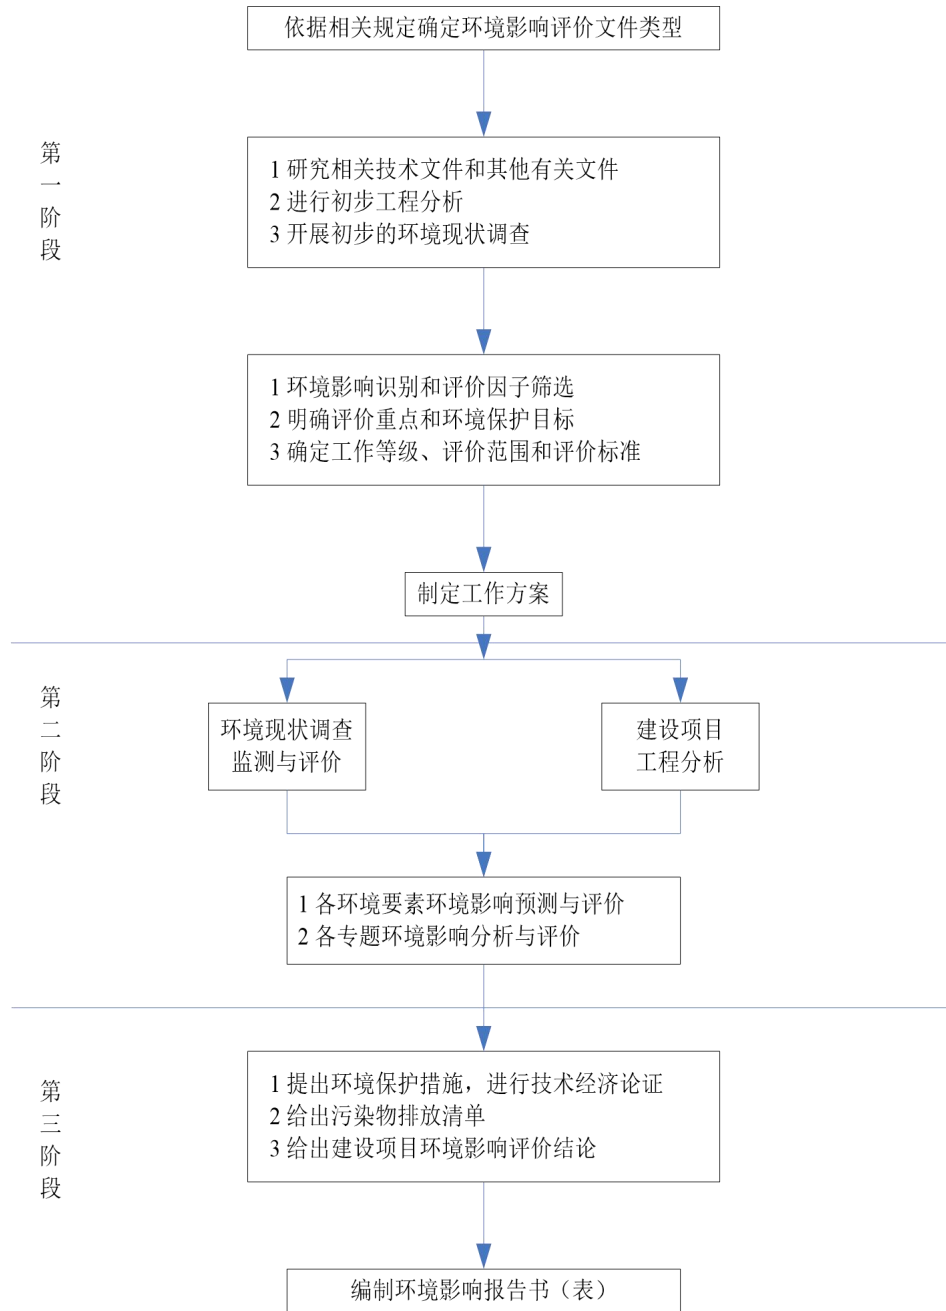 依据相关规定确定环境影响评价文件类型
第一阶段
1 研究相关技术文件和其他有关文件
2 进行初步工程分析
3 开展初步的环境现状调查
1 环境影响识别和评价因子筛选
2 明确评价重点和环境保护目标
3 确定工作等级、评价范围和评价标准
制定工作方案
第二阶段
环境现状调查
监测与评价
建设项目
工程分析
1 各环境要素环境影响预测与评价
2 各专题环境影响分析与评价
第三阶段
1 提出环境保护措施，进行技术经济论证
2 给出污染物排放清单
3 给出建设项目环境影响评价结论
编制环境影响报告书（表）